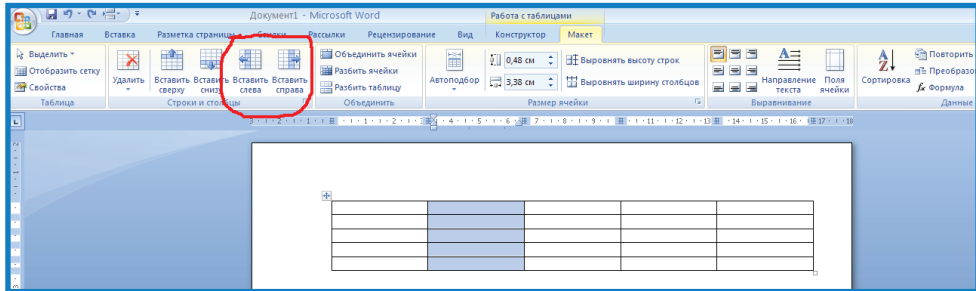 Документ1 - Microsoft Word Работа с таблицами
Главная Вставка Разметка страницы Ссылки Рассылки Рецензирование Вид Конструктор Макет
Выделить
Отобразить сетку
Свойства
Таблица
Удалить
Вставить сверху
Вставить снизу
Вставить слева
Вставить справа
Строки и столбцы
Объединить ячейки
Разбить ячейки
Разбить таблицу
Объединить
Автоподбор
0,48 см
3,38 см
Выровнять высоту строк
Выровнять ширину столбцов
Размер ячейки
Направление текста
Поля ячейки
Выравнивание
Сортировка
Повторить
Преобразо
Формула
Данные